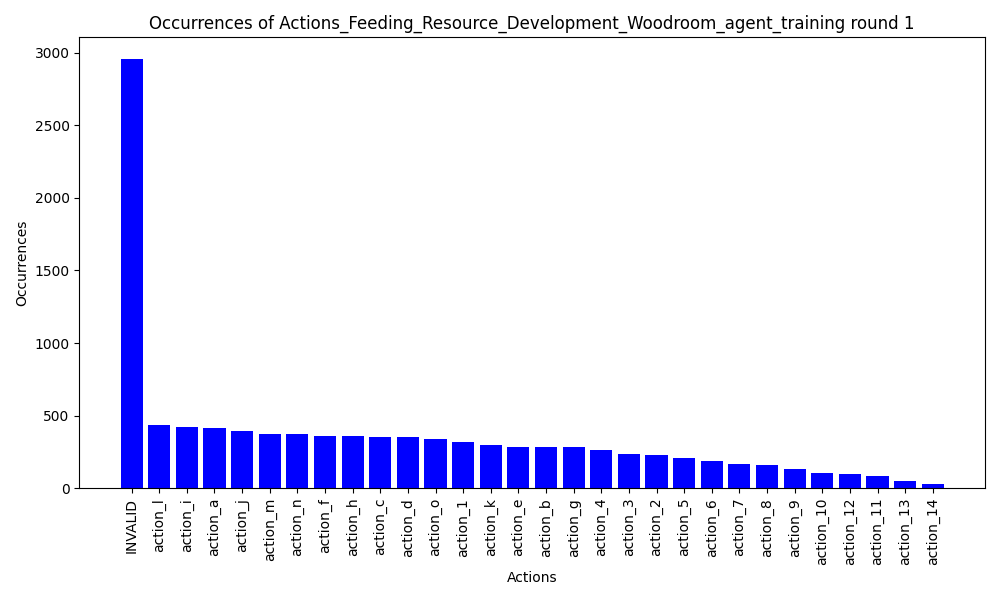 Occurrences of Actions_Feeding_Resource_Development_Woodroom_agent_training round 1
Occurrences
3000
2500
2000
1500
1000
500
0
INVALID
action_l
action_i
action_a
action_j
action_m
action_n
action_f
action_h
action_c
action_d
action_o
action_1
action_k
action_e
action_b
action_g
action_4
action_3
action_2
action_5
action_6
action_7
action_8
action_9
action_10
action_12
action_11
action_13
action_14
Actions